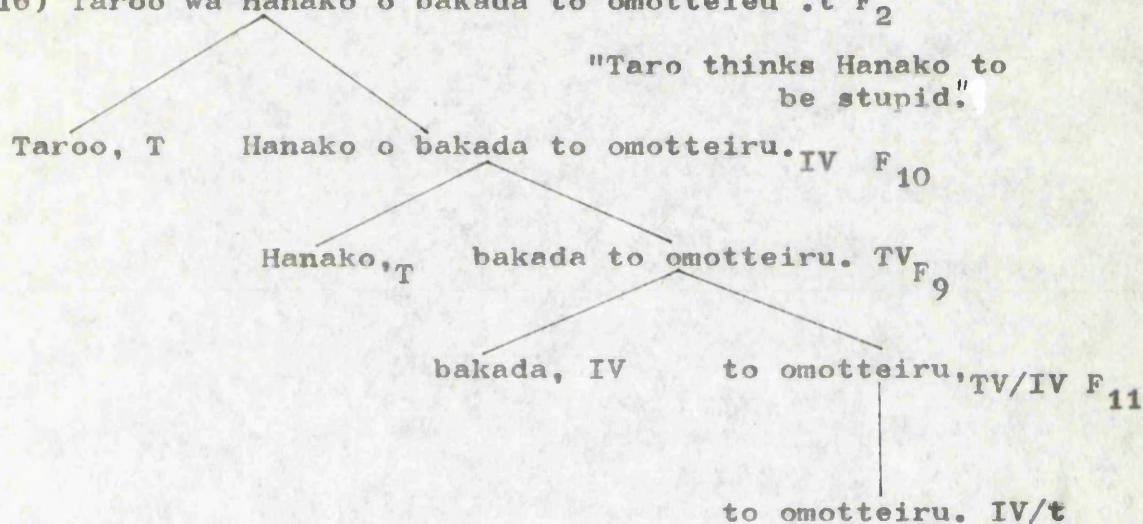 16) Taroo wa Hanako o bakada to omotteieu .t F2
"Taro thinks Hanako to
be stupid."
Taroo, T Hanako o bakada to omotteiru. IV F10
Hanako, T bakada to omotteiru. TV F9
bakada, IV to omotteiru, TV/IV F11
to omotteiru. IV/t